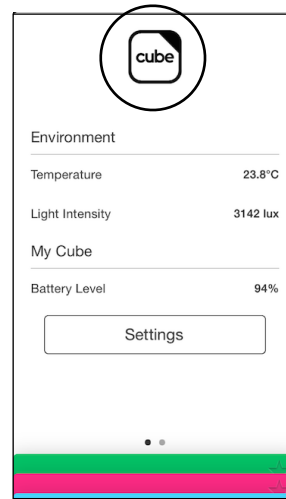 cube
Environment
Temperature 23.8°C
Light Intensity 3142 lux
My Cube
Battery Level 94%
Settings